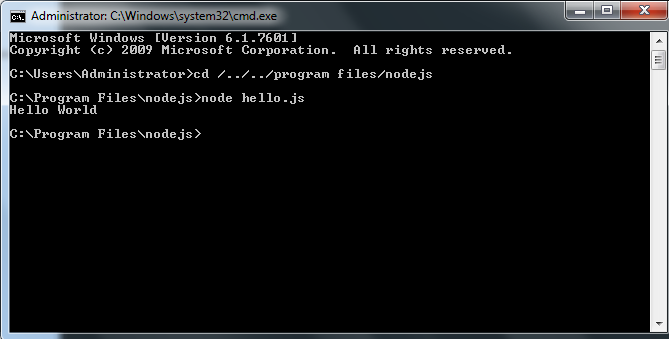 Administrator: C:\Windows\system32\cmd.exe
Microsoft Windows [Version 6.1.7601]
Copyright (c) 2009 Microsoft Corporation.  All rights reserved.
C:\Users\Administrator>cd /../../program files/nodejs
C:\Program Files\nodejs>node hello.js
Hello World
C:\Program Files\nodejs>